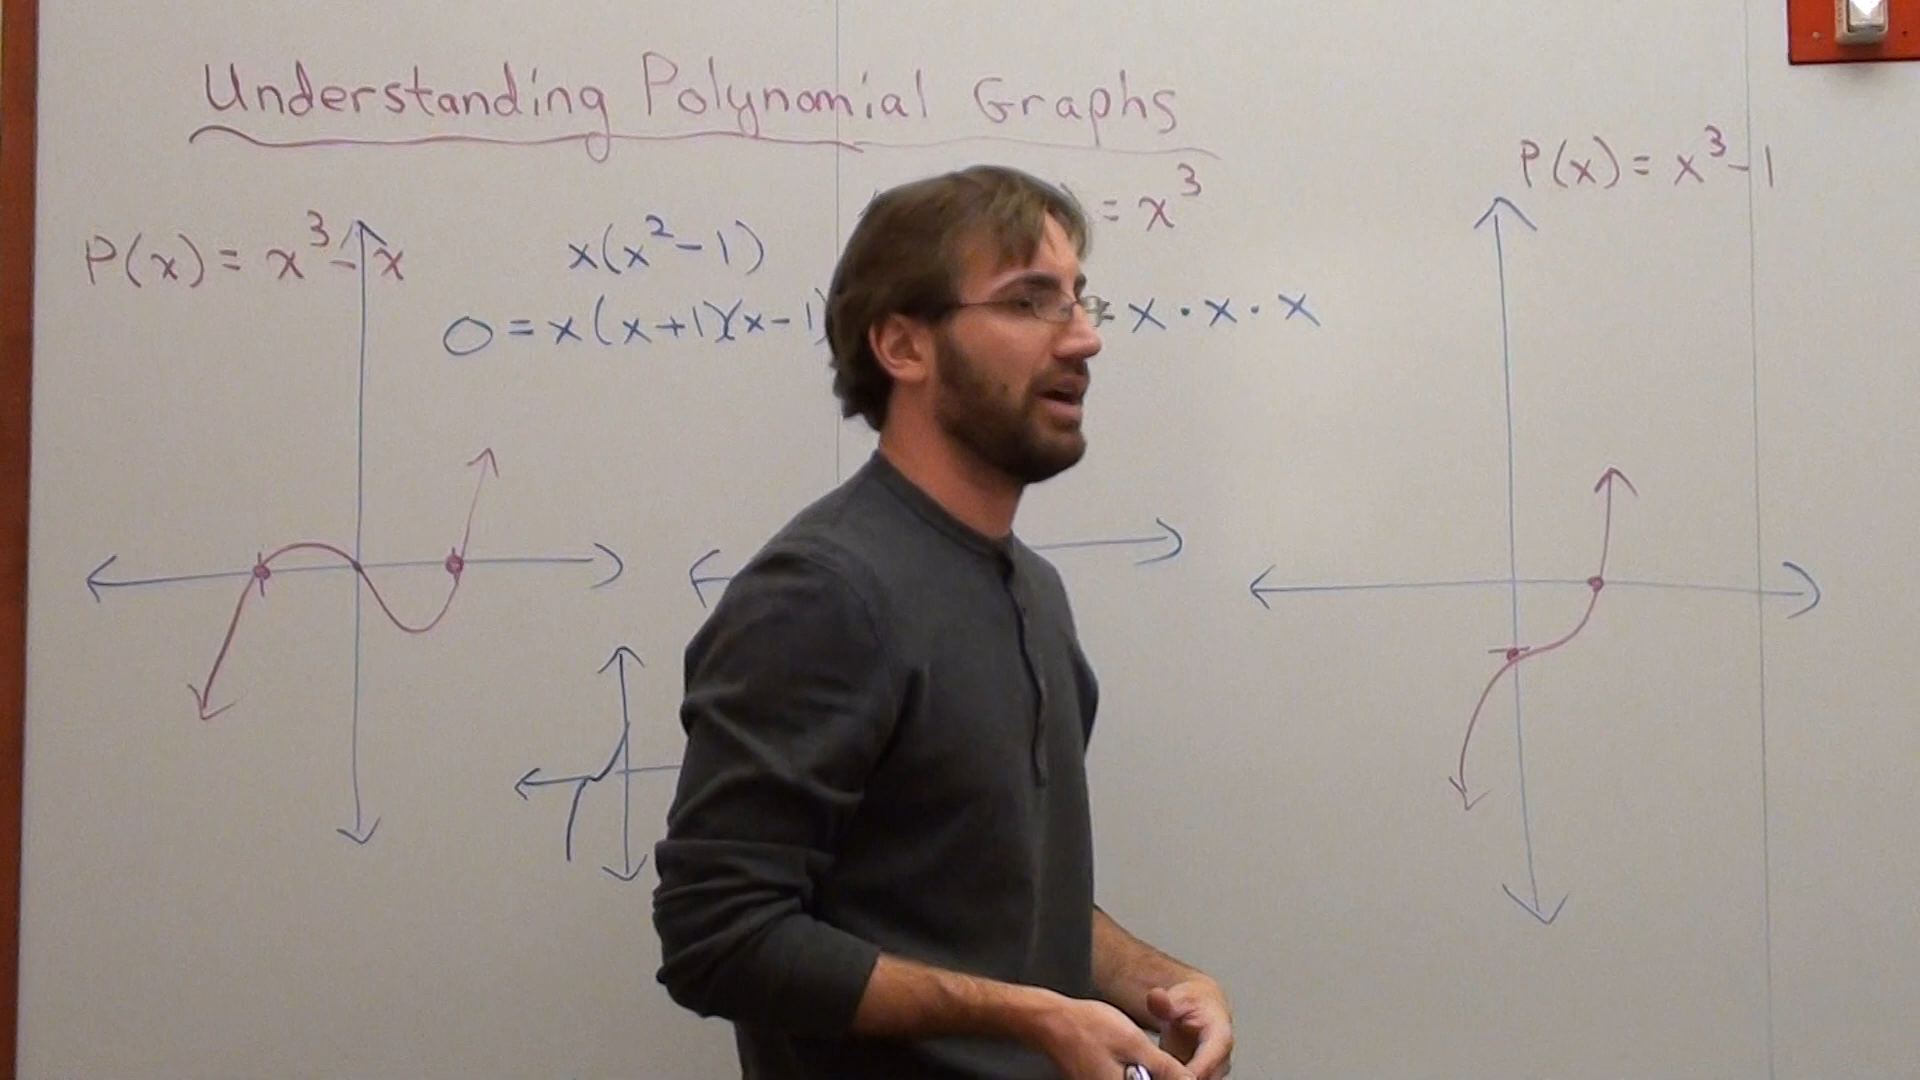 Understanding Polynomial Graphs
P(x) = x³ - x
x(x² - 1)
0 = x(x+1)(x-1)
= x³
= x · x · x
P(x) = x³ - 1